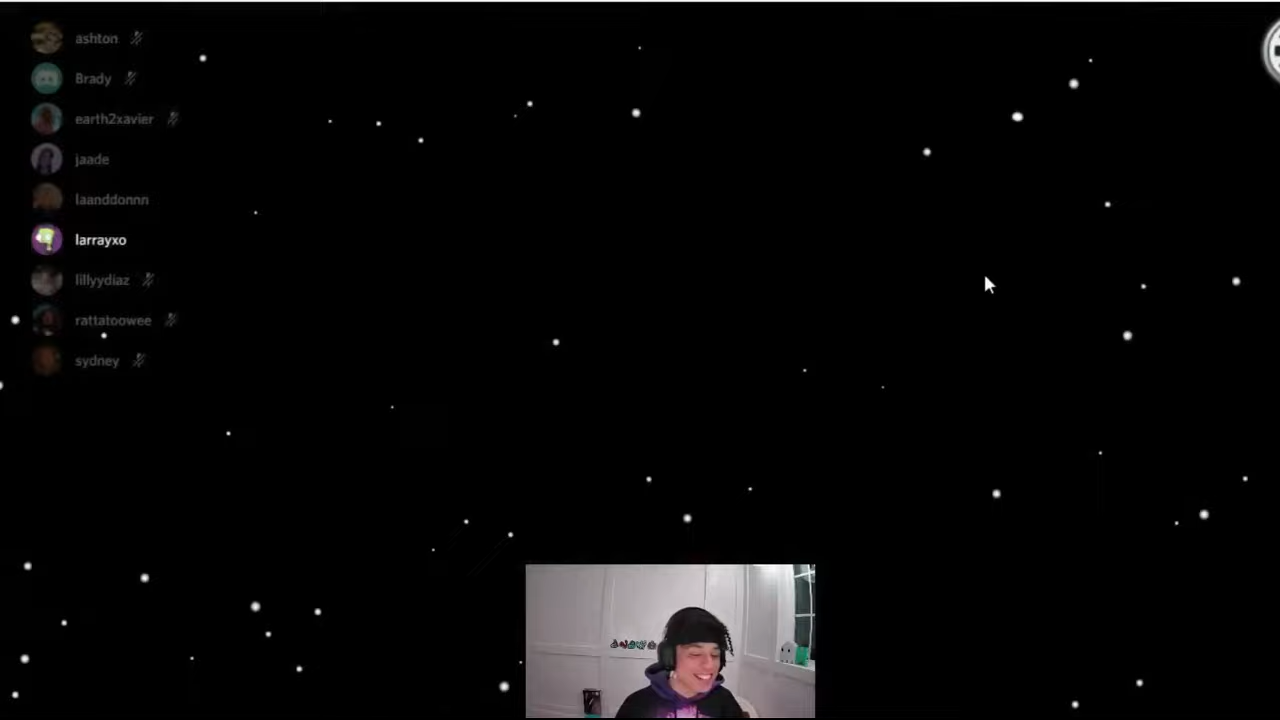 ashton
Brady
earth2xavier
jaade
laanddonnn
larrayxo
lillyydiaz
rattatoowee
sydney